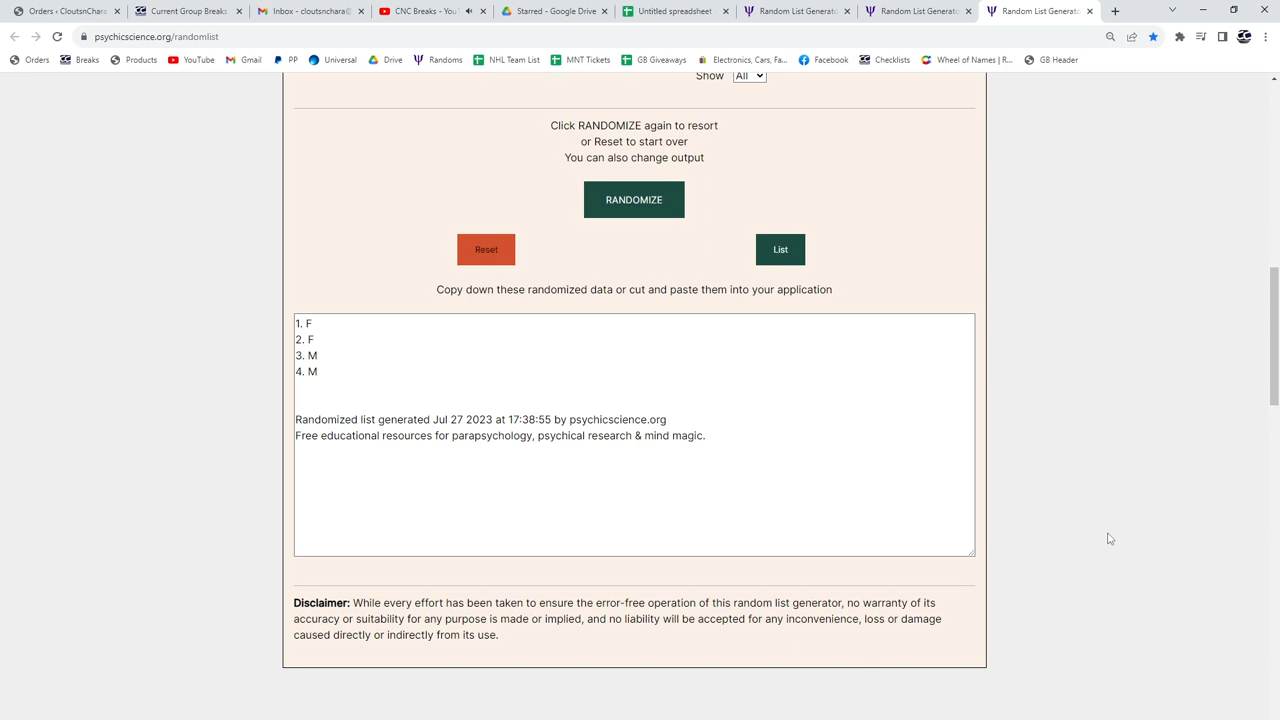 Orders ‹ CloutsnChara
Current Group Breaks
Inbox - cloutsnchara@
CNC Breaks - You
Starred - Google Drive
Untitled spreadsheet
Random List Generato
Random List Generato
Random List Generato
psychicscience.org/randomlist
Orders
Breaks
Products
YouTube
Gmail
PP
Universal
Drive
Randoms
NHL Team List
MNT Tickets
GB Giveaways
Electronics, Cars, Fa...
Facebook
Checklists
Wheel of Names | R...
GB Header
Show All
Click RANDOMIZE again to resort
or Reset to start over
You can also change output
RANDOMIZE
Reset
List
Copy down these randomized data or cut and paste them into your application
1. F
2. F
3. M
4. M
Randomized list generated Jul 27 2023 at 17:38:55 by psychicscience.org
Free educational resources for parapsychology, psychical research & mind magic.
Disclaimer: While every effort has been taken to ensure the error-free operation of this random list generator, no warranty of its
accuracy or suitability for any purpose is made or implied, and no liability will be accepted for any inconvenience, loss or damage
caused directly or indirectly from its use.